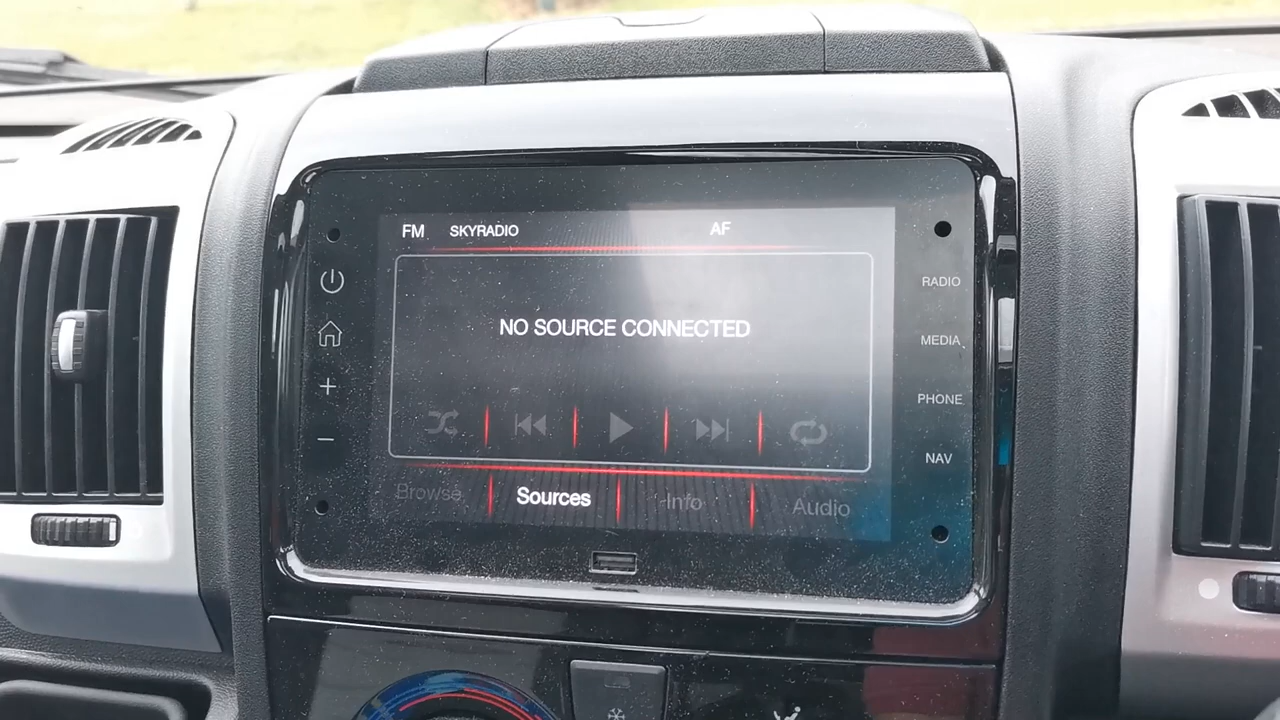 FM SKYRADIO AF
NO SOURCE CONNECTED
Browse Sources Info Audio
RADIO
MEDIA
PHONE
NAV